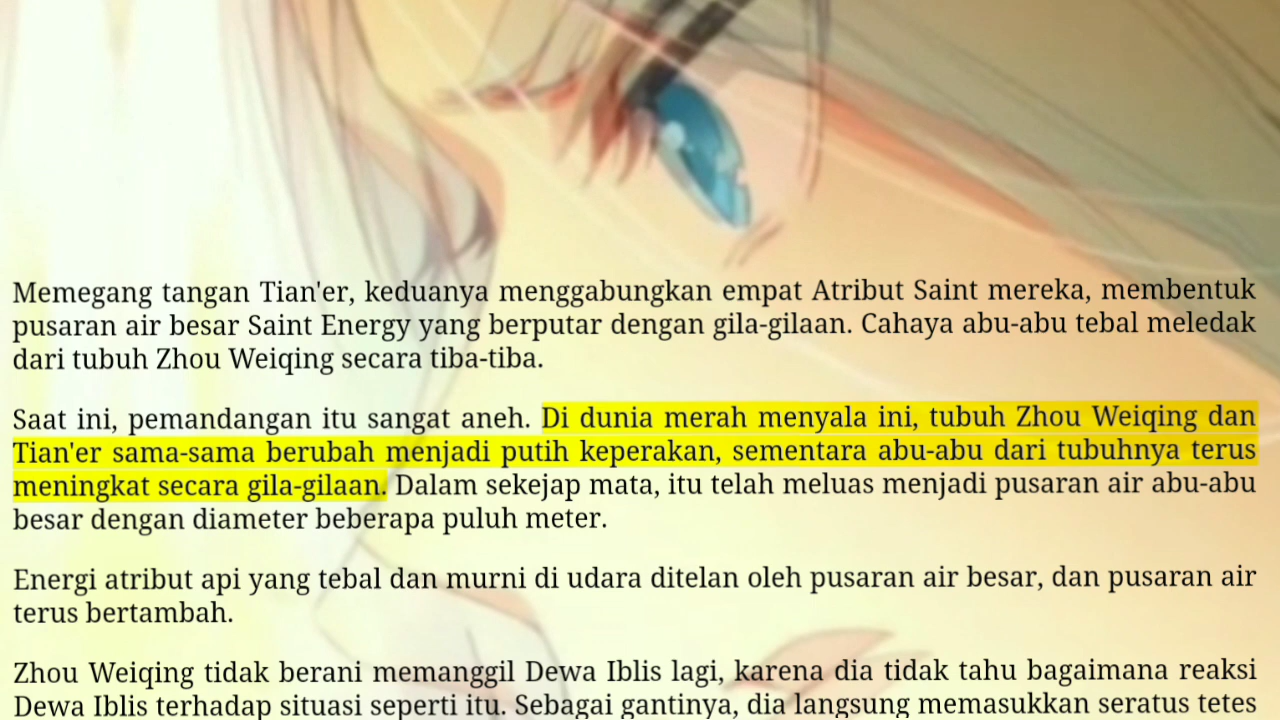 Memegang tangan Tian'er, keduanya menggabungkan empat Atribut Saint mereka, membentuk
pusaran air besar Saint Energy yang berputar dengan gila-gilaan. Cahaya abu-abu tebal meledak
dari tubuh Zhou Weiqing secara tiba-tiba.
Saat ini, pemandangan itu sangat aneh. Di dunia merah menyala ini, tubuh Zhou Weiqing dan
Tian'er sama-sama berubah menjadi putih keperakan, sementara abu-abu dari tubuhnya terus
meningkat secara gila-gilaan. Dalam sekejap mata, itu telah meluas menjadi pusaran air abu-abu
besar dengan diameter beberapa puluh meter.
Energi atribut api yang tebal dan murni di udara ditelan oleh pusaran air besar, dan pusaran air
terus bertambah.
Zhou Weiqing tidak berani memanggil Dewa Iblis lagi, karena dia tidak tahu bagaimana reaksi
Dewa Iblis terhadap situasi seperti itu. Sebagai gantinya, dia langsung memasukkan seratus tetes